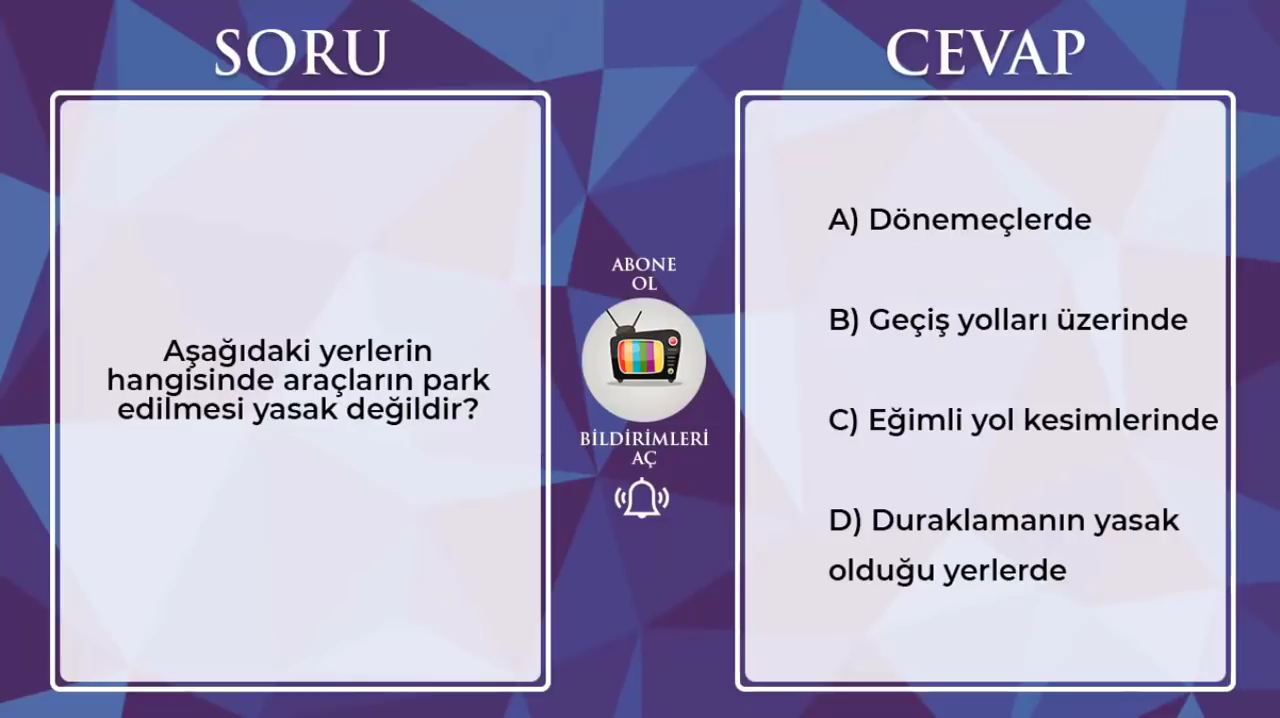 SORU
Aşağıdaki yerlerin
hangisinde araçların park
edilmesi yasak değildir?
ABONE
OL
BİLDİRİMLERİ
AÇ
CEVAP
A) Dönemeçlerde
B) Geçiş yolları üzerinde
C) Eğimli yol kesimlerinde
D) Duraklamanın yasak
olduğu yerlerde